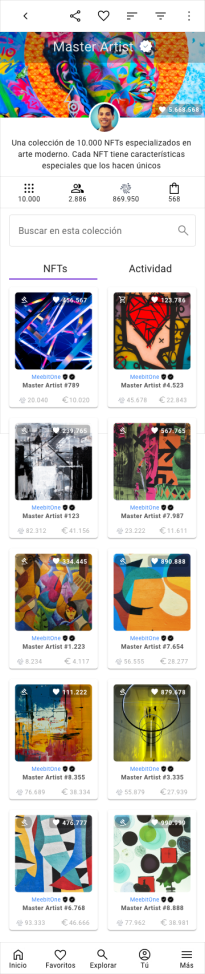 Master Artist
5.668.568
Una colección de 10.000 NFTs especializados en
arte moderno. Cada NFT tiene características
especiales que los hacen únicos
10.000 2.886 869.950 568
Buscar en esta colección
NFTs Actividad
456.567 123.786
MeebitOne MeebitOne
Master Artist #789 Master Artist #4.523
20.040 €10.020 45.678 €22.843
239.765 567.765
MeebitOne MeebitOne
Master Artist #123 Master Artist #7.987
82.312 €41.156 23.222 €11.611
334.445 890.888
MeebitOne MeebitOne
Master Artist #1.223 Master Artist #7.654
8.234 €4.117 56.555 €28.277
111.222 879.678
MeebitOne MeebitOne
Master Artist #8.355 Master Artist #3.335
76.689 €38.334 55.879 €27.939
476.777 998.990
MeebitOne MeebitOne
Master Artist #6.768 Master Artist #8.888
93.333 €46.666 77.962 €38.981
Inicio Favoritos Explorar Tú Más